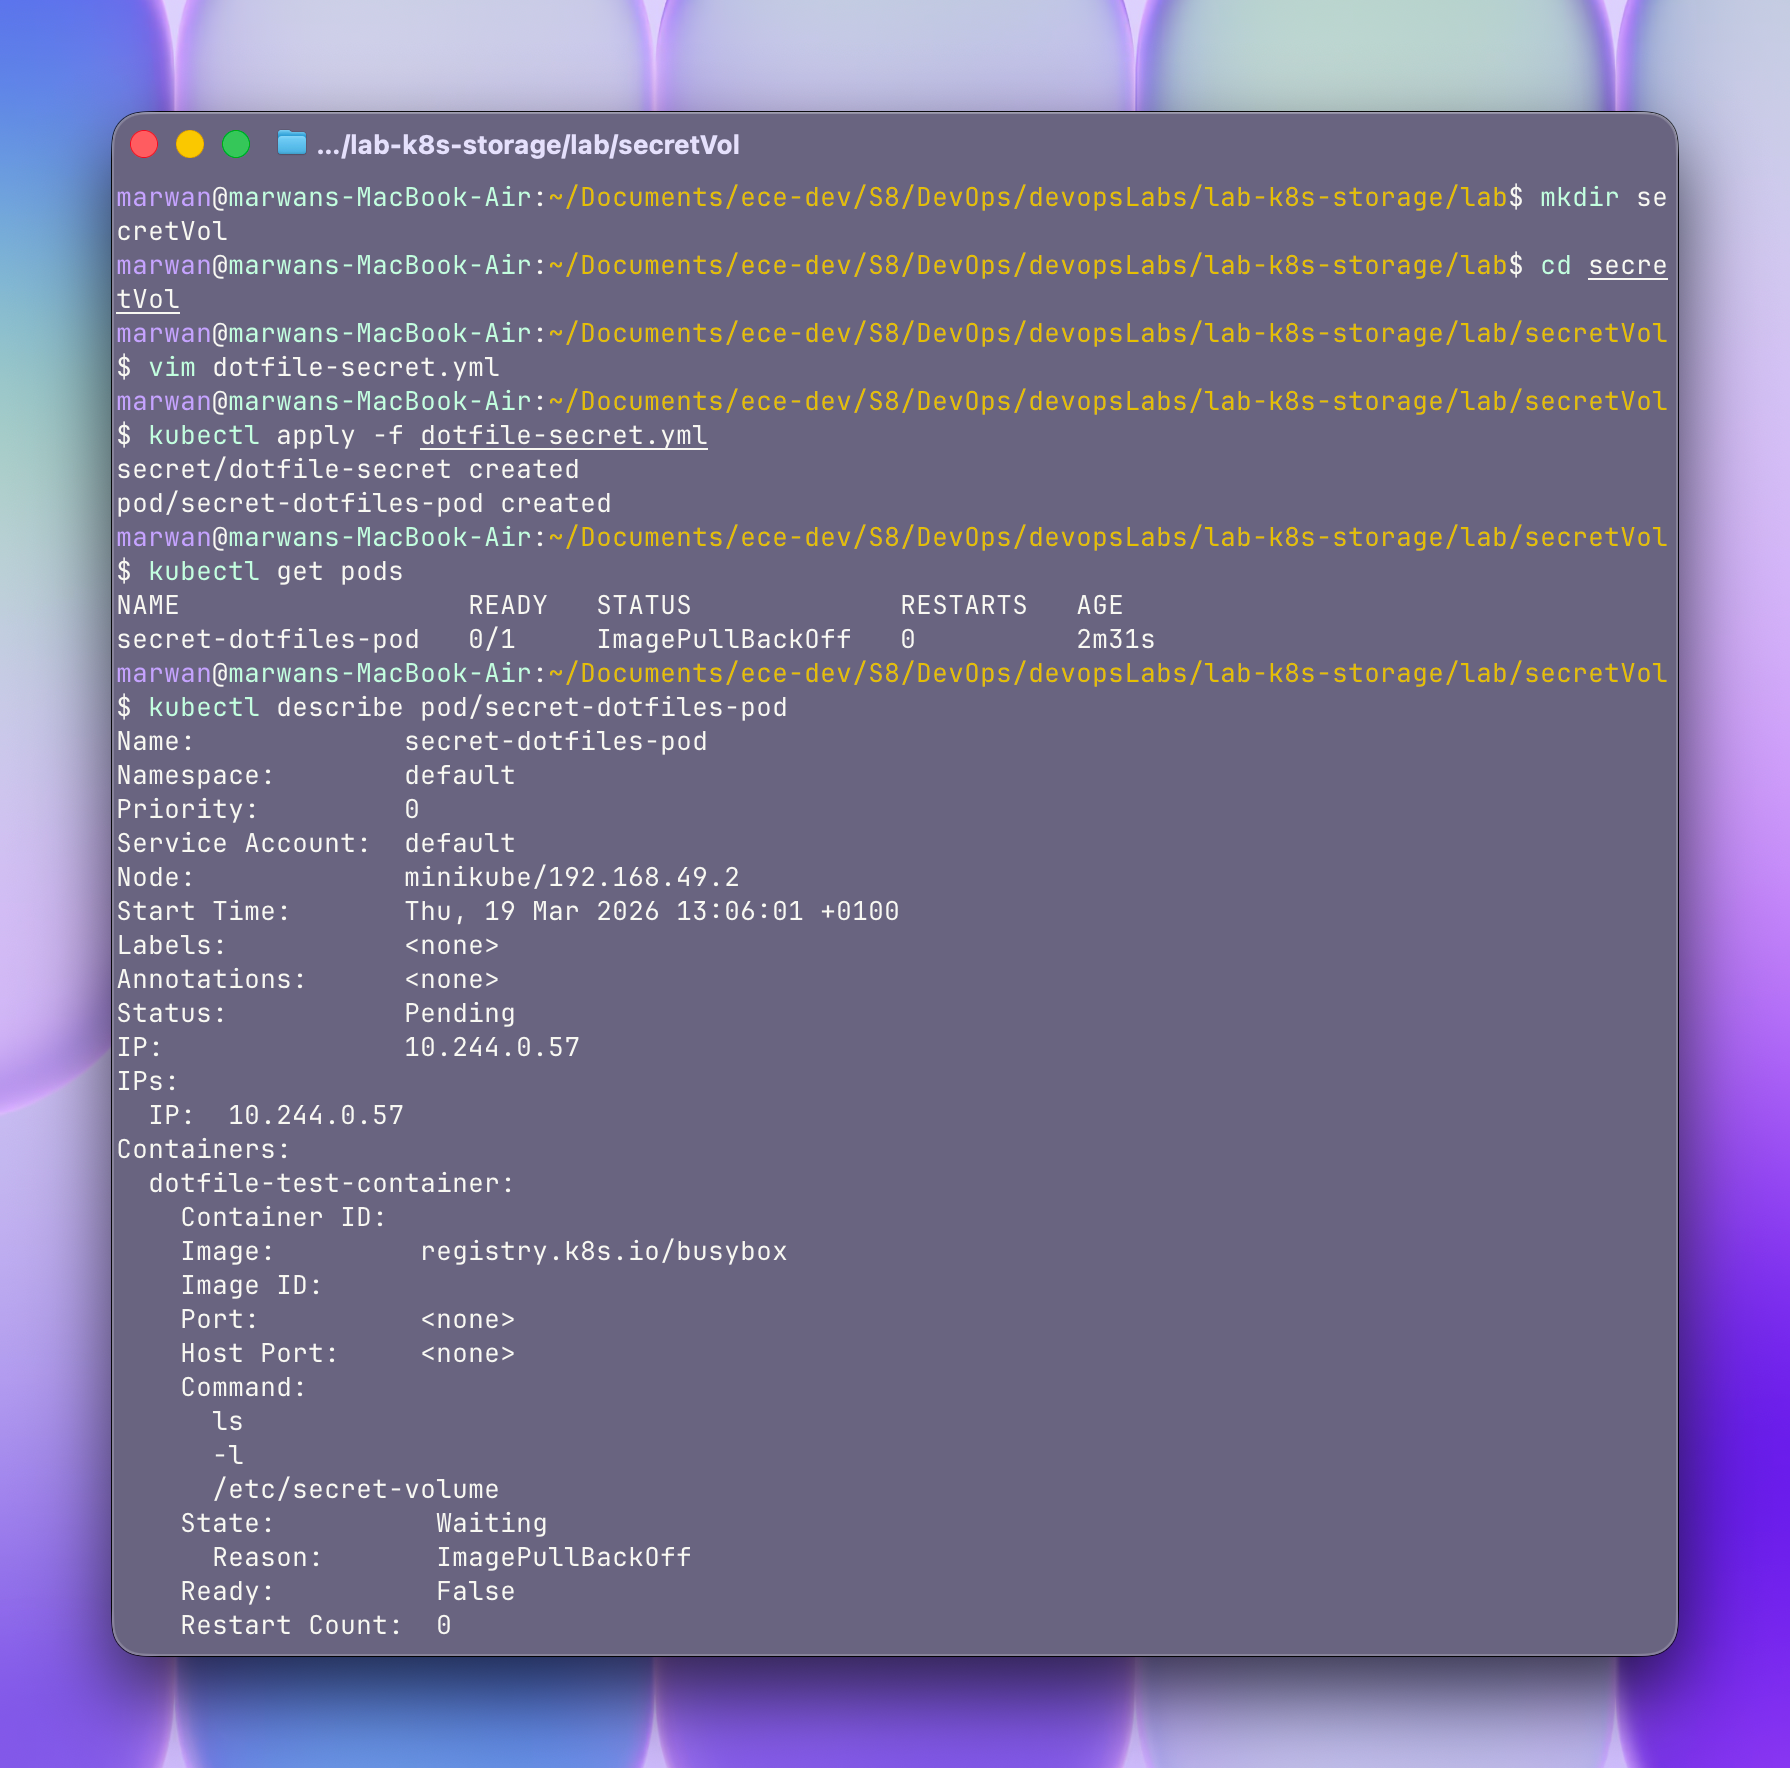 .../lab-k8s-storage/lab/secretVol
marwan@marwans-MacBook-Air:~/Documents/ece-dev/S8/DevOps/devopsLabs/lab-k8s-storage/lab$ mkdir se
cretVol
marwan@marwans-MacBook-Air:~/Documents/ece-dev/S8/DevOps/devopsLabs/lab-k8s-storage/lab$ cd secre
tVol
marwan@marwans-MacBook-Air:~/Documents/ece-dev/S8/DevOps/devopsLabs/lab-k8s-storage/lab/secretVol
$ vim dotfile-secret.yml
marwan@marwans-MacBook-Air:~/Documents/ece-dev/S8/DevOps/devopsLabs/lab-k8s-storage/lab/secretVol
$ kubectl apply -f dotfile-secret.yml
secret/dotfile-secret created
pod/secret-dotfiles-pod created
marwan@marwans-MacBook-Air:~/Documents/ece-dev/S8/DevOps/devopsLabs/lab-k8s-storage/lab/secretVol
$ kubectl get pods
NAME                  READY   STATUS             RESTARTS   AGE
secret-dotfiles-pod   0/1     ImagePullBackOff   0          2m31s
marwan@marwans-MacBook-Air:~/Documents/ece-dev/S8/DevOps/devopsLabs/lab-k8s-storage/lab/secretVol
$ kubectl describe pod/secret-dotfiles-pod
Name:             secret-dotfiles-pod
Namespace:        default
Priority:         0
Service Account:  default
Node:             minikube/192.168.49.2
Start Time:       Thu, 19 Mar 2026 13:06:01 +0100
Labels:           <none>
Annotations:      <none>
Status:           Pending
IP:               10.244.0.57
IPs:
  IP:  10.244.0.57
Containers:
  dotfile-test-container:
    Container ID:
    Image:         registry.k8s.io/busybox
    Image ID:
    Port:          <none>
    Host Port:     <none>
    Command:
      ls
      -l
      /etc/secret-volume
    State:          Waiting
      Reason:       ImagePullBackOff
    Ready:          False
    Restart Count:  0